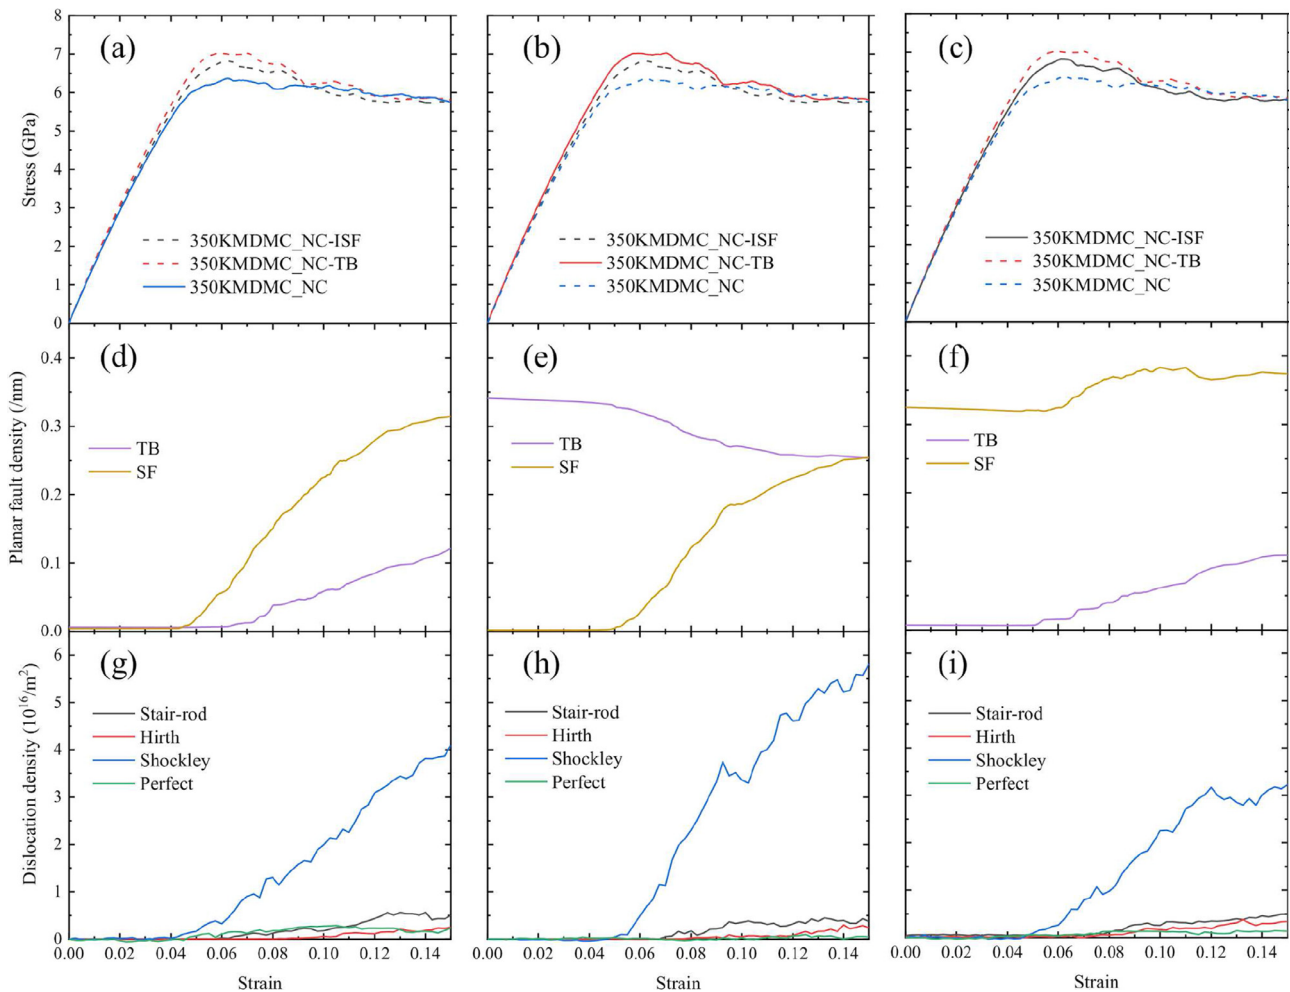 (a)
8
7
6
5
4
3
2
1
0
Stress (GPa)
350KMDMC_NC-ISF
350KMDMC_NC-TB
350KMDMC_NC
(b)
350KMDMC_NC-ISF
350KMDMC_NC-TB
350KMDMC_NC
(c)
350KMDMC_NC-ISF
350KMDMC_NC-TB
350KMDMC_NC
(d)
0.4
0.3
0.2
0.1
0.0
Planar fault density (/nm)
TB
SF
(e)
TB
SF
(f)
TB
SF
(g)
6
5
4
3
2
1
0
Dislocation density (10¹⁶/m²)
Stair-rod
Hirth
Shockley
Perfect
0.00 0.02 0.04 0.06 0.08 0.10 0.12 0.14
Strain
(h)
Stair-rod
Hirth
Shockley
Perfect
0.00 0.02 0.04 0.06 0.08 0.10 0.12 0.14
Strain
(i)
Stair-rod
Hirth
Shockley
Perfect
0.00 0.02 0.04 0.06 0.08 0.10 0.12 0.14
Strain